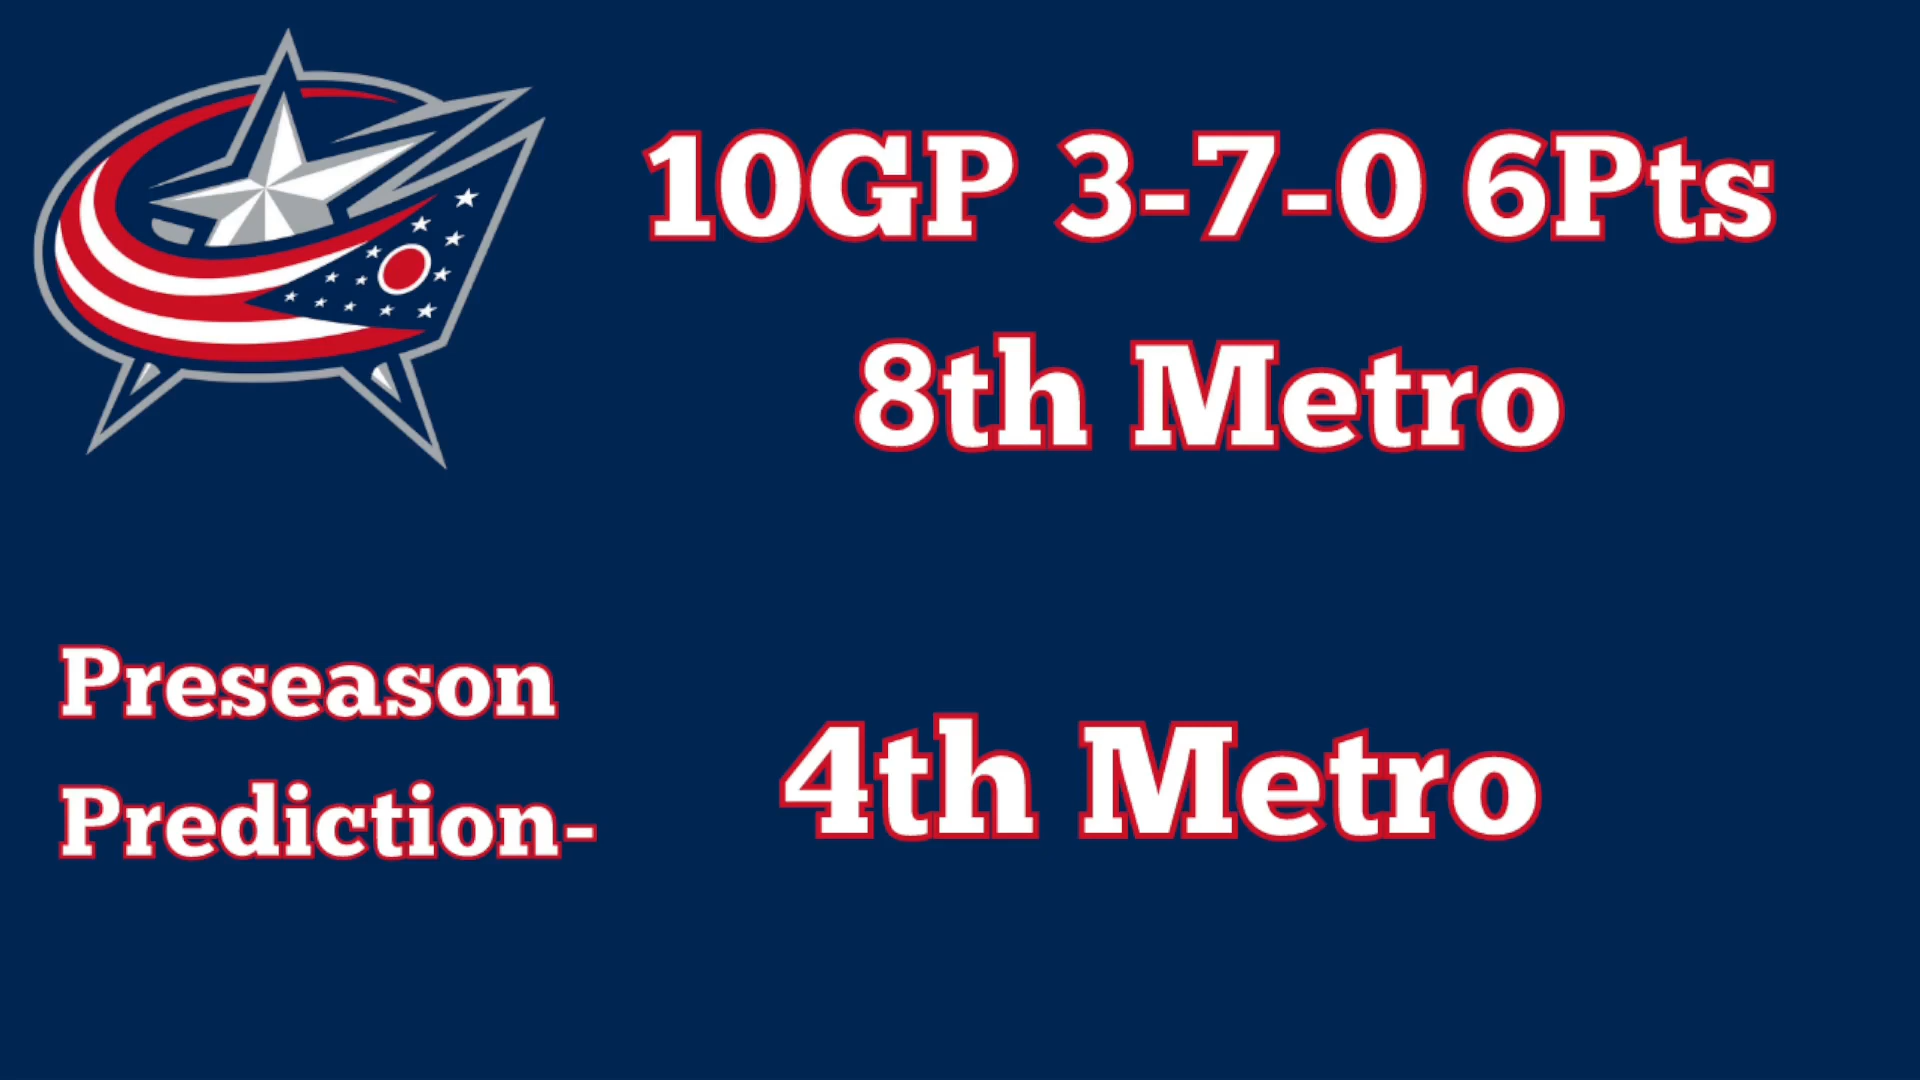 10GP 3-7-0 6Pts
8th Metro
Preseason
Prediction-
4th Metro